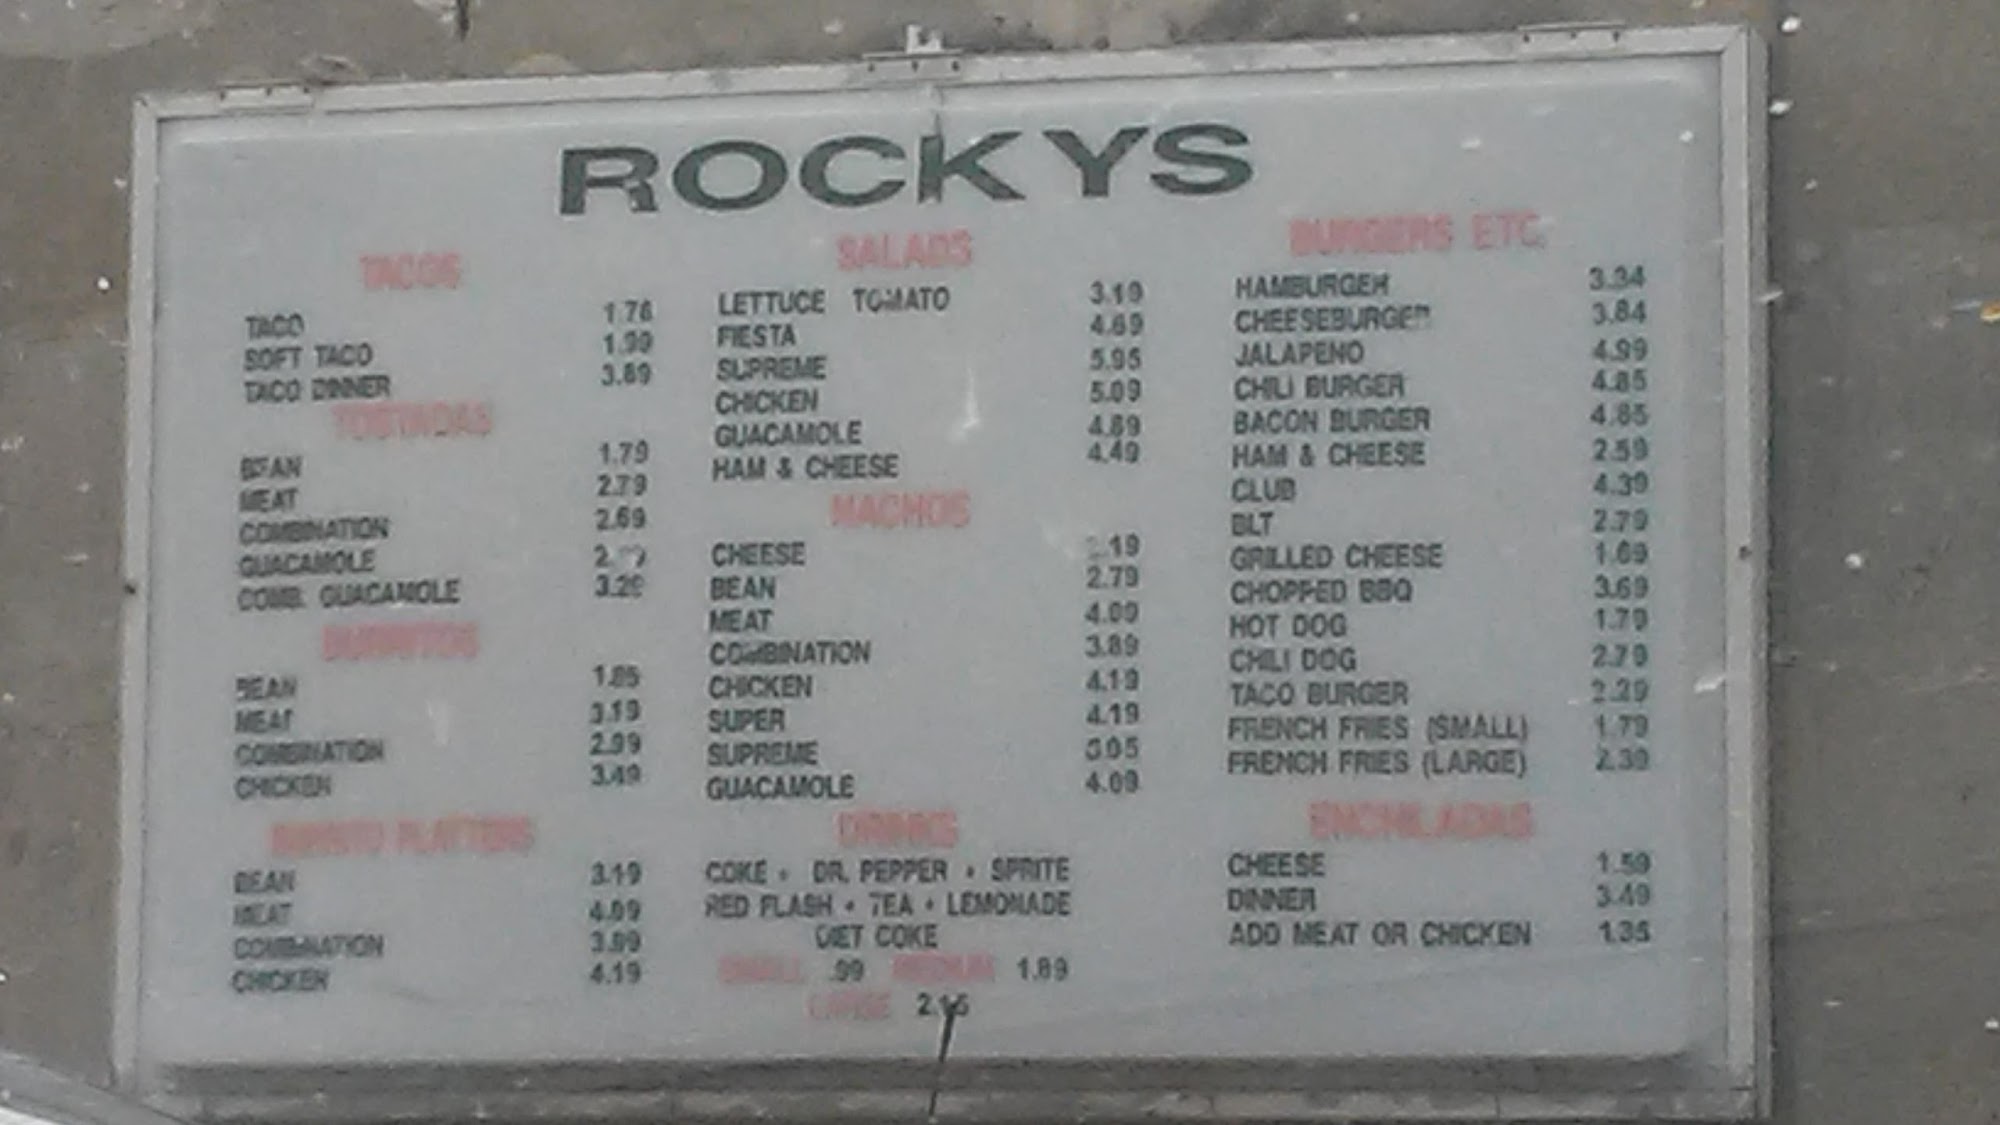 ROCKYS
TACOS
TACO 1.76
SOFT TACO 1.99
TACO DINNER 3.89
TOSTADAS
BEAN 1.79
MEAT 2.79
COMBINATION 2.69
GUACAMOLE
COMB. GUACAMOLE
BURRITOS
BEAN
MEAT 3.19
COMBINATION 2.99
CHICKEN 3.49
BURRITO PLATTERS
BEAN 3.19
MEAT 4.09
COMBINATION 3.89
CHICKEN 4.19
SALADS
LETTUCE TOMATO 3.19
FIESTA 4.69
SUPREME 5.95
CHICKEN 5.09
GUACAMOLE 4.89
HAM & CHEESE 4.49
NACHOS
CHEESE
BEAN 2.79
MEAT 4.09
COMBINATION 3.89
CHICKEN 4.19
SUPER 4.19
SUPREME
GUACAMOLE 4.09
DRINKS
COKE • DR. PEPPER • SPRITE
RED FLASH • TEA • LEMONADE
DIET COKE
SMALL .99 MEDIUM 1.89
LARGE 2.15
BURGERS ETC.
HAMBURGER 3.34
CHEESEBURGER 3.84
JALAPENO 4.99
CHILI BURGER 4.85
BACON BURGER 4.85
HAM & CHEESE 2.59
CLUB 4.39
BLT 2.79
GRILLED CHEESE 1.69
CHOPPED BBQ 3.69
HOT DOG 1.79
CHILI DOG 2.79
TACO BURGER 2.29
FRENCH FRIES (SMALL) 1.79
FRENCH FRIES (LARGE) 2.39
ENCHILADAS
CHEESE 1.59
DINNER 3.49
ADD MEAT OR CHICKEN 1.35